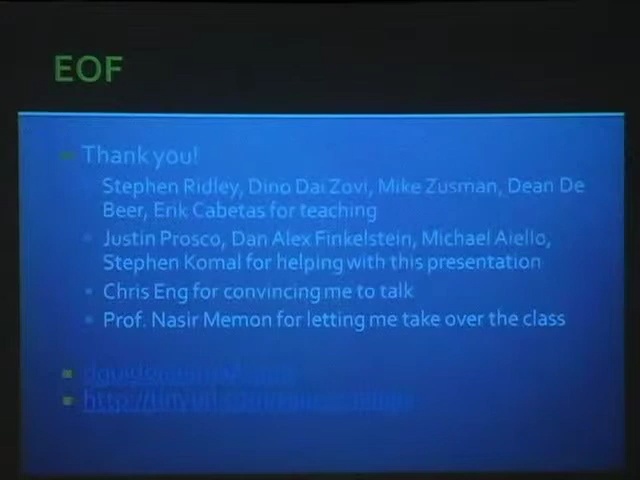 EOF
Thank you!
Stephen Ridley, Dino Dai Zovi, Mike Zusman, Dean De
Beer, Erik Cabetas for teaching
Justin Prosco, Dan Alex Finkelstein, Michael Aiello,
Stephen Komal for helping with this presentation
Chris Eng for convincing me to talk
Prof. Nasir Memon for letting me take over the class